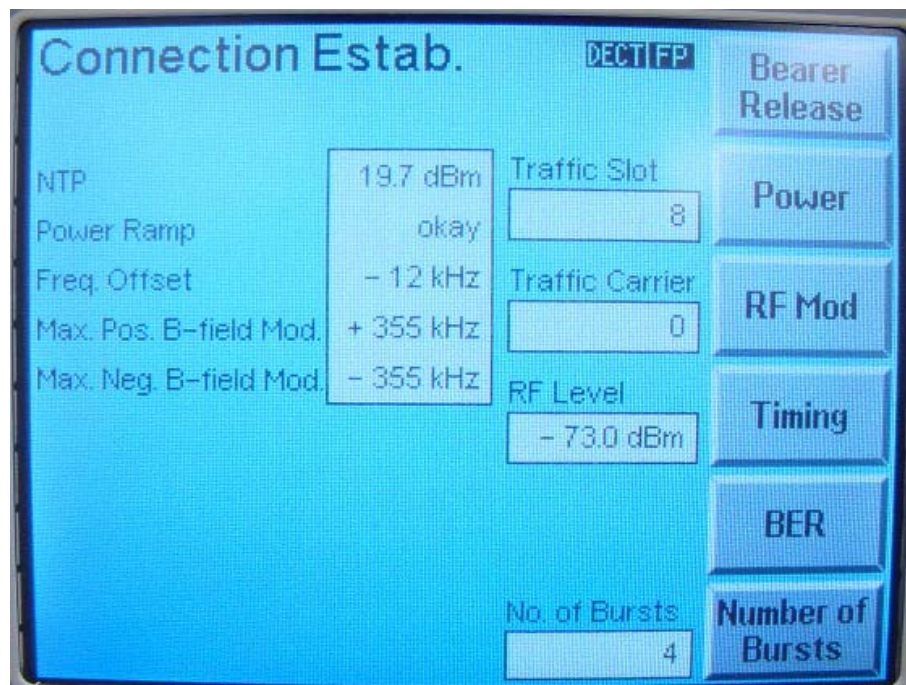 Connection Estab.
DECT FP
NTP 19.7 dBm
Power Ramp okay
Freq. Offset – 12 kHz
Max. Pos. B–field Mod. + 355 kHz
Max. Neg. B–field Mod. – 355 kHz
Traffic Slot
8
Traffic Carrier
0
RF Level
– 73.0 dBm
No. of Bursts
4
Bearer
Release
Power
RF Mod
Timing
BER
Number of
Bursts